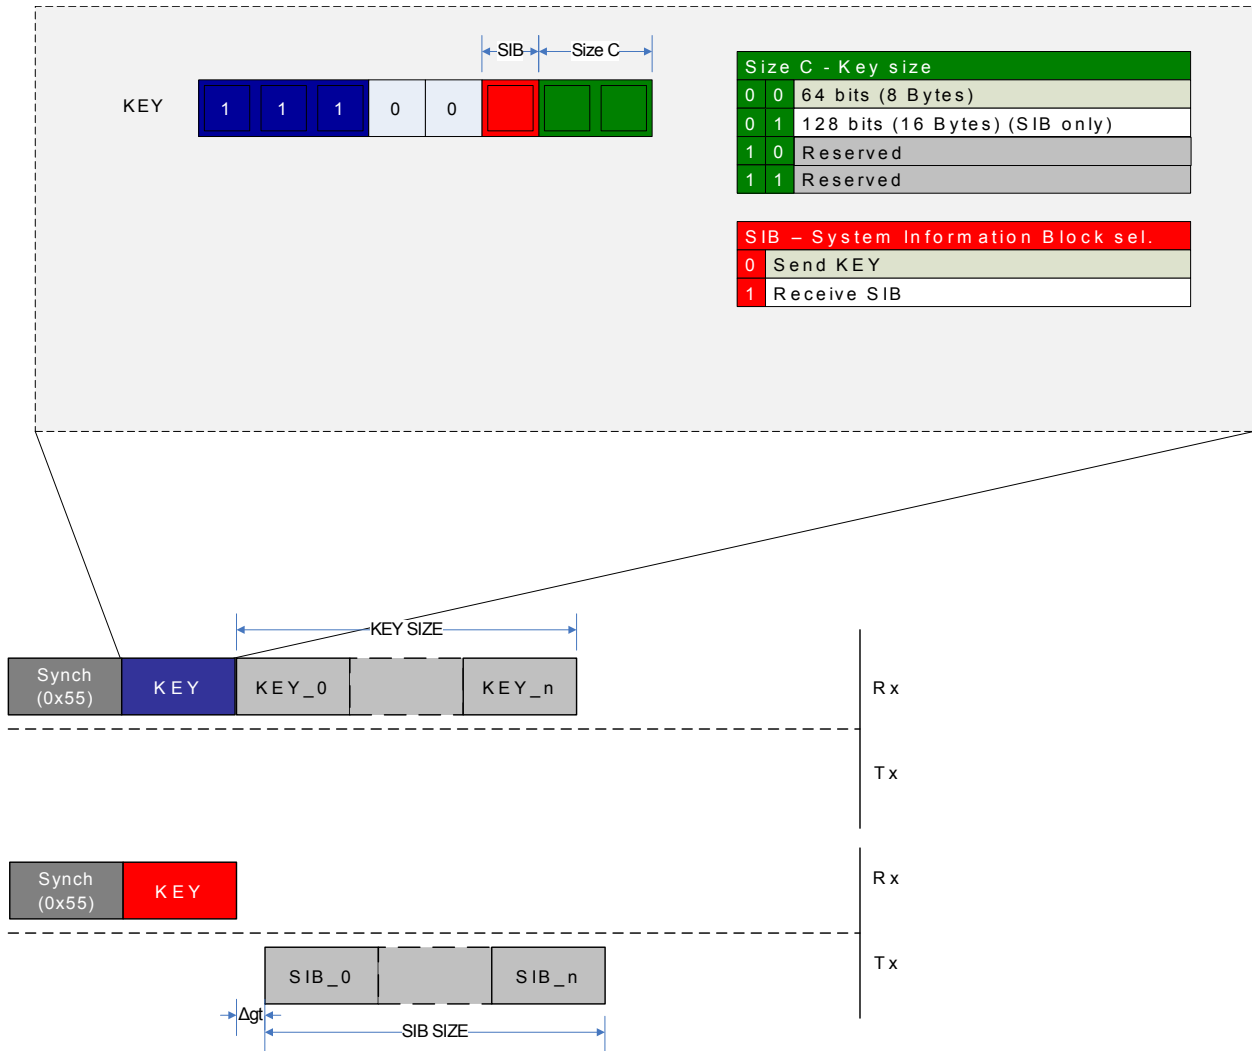 SIB Size C
KEY 1 1 1 0 0
Size C - Key size
0 0 64 bits (8 Bytes)
0 1 128 bits (16 Bytes) (SIB only)
1 0 Reserved
1 1 Reserved
SIB – System Information Block sel.
0 Send KEY
1 Receive SIB
KEY SIZE
Synch
(0x55)
KEY KEY_0 KEY_n
Rx
Tx
Synch
(0x55)
KEY
Rx
SIB_0 SIB_n
Tx
Δgt
SIB SIZE